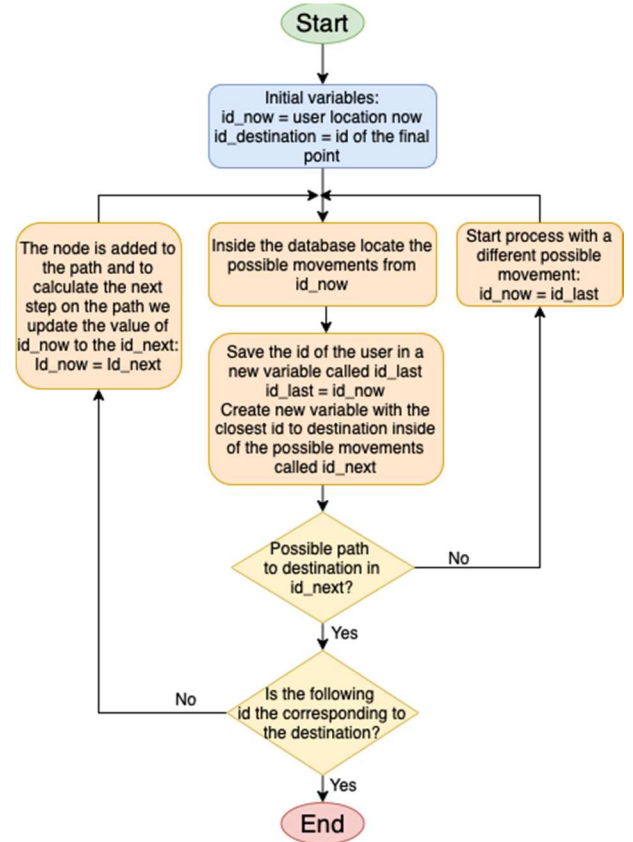 Start
Initial variables:
id_now = user location now
id_destination = id of the final
point
The node is added to
the path and to
calculate the next
step on the path we
update the value of
id_now to the id_next:
Id_now = Id_next
Inside the database locate the
possible movements from
id_now
Start process with a
different possible
movement:
id_now = id_last
Save the id of the user in a
new variable called id_last
id_last = id_now
Create new variable with the
closest id to destination inside
of the possible movements
called id_next
Possible path
to destination in
id_next?
No
Yes
Is the following
id the corresponding to
the destination?
No
Yes
End